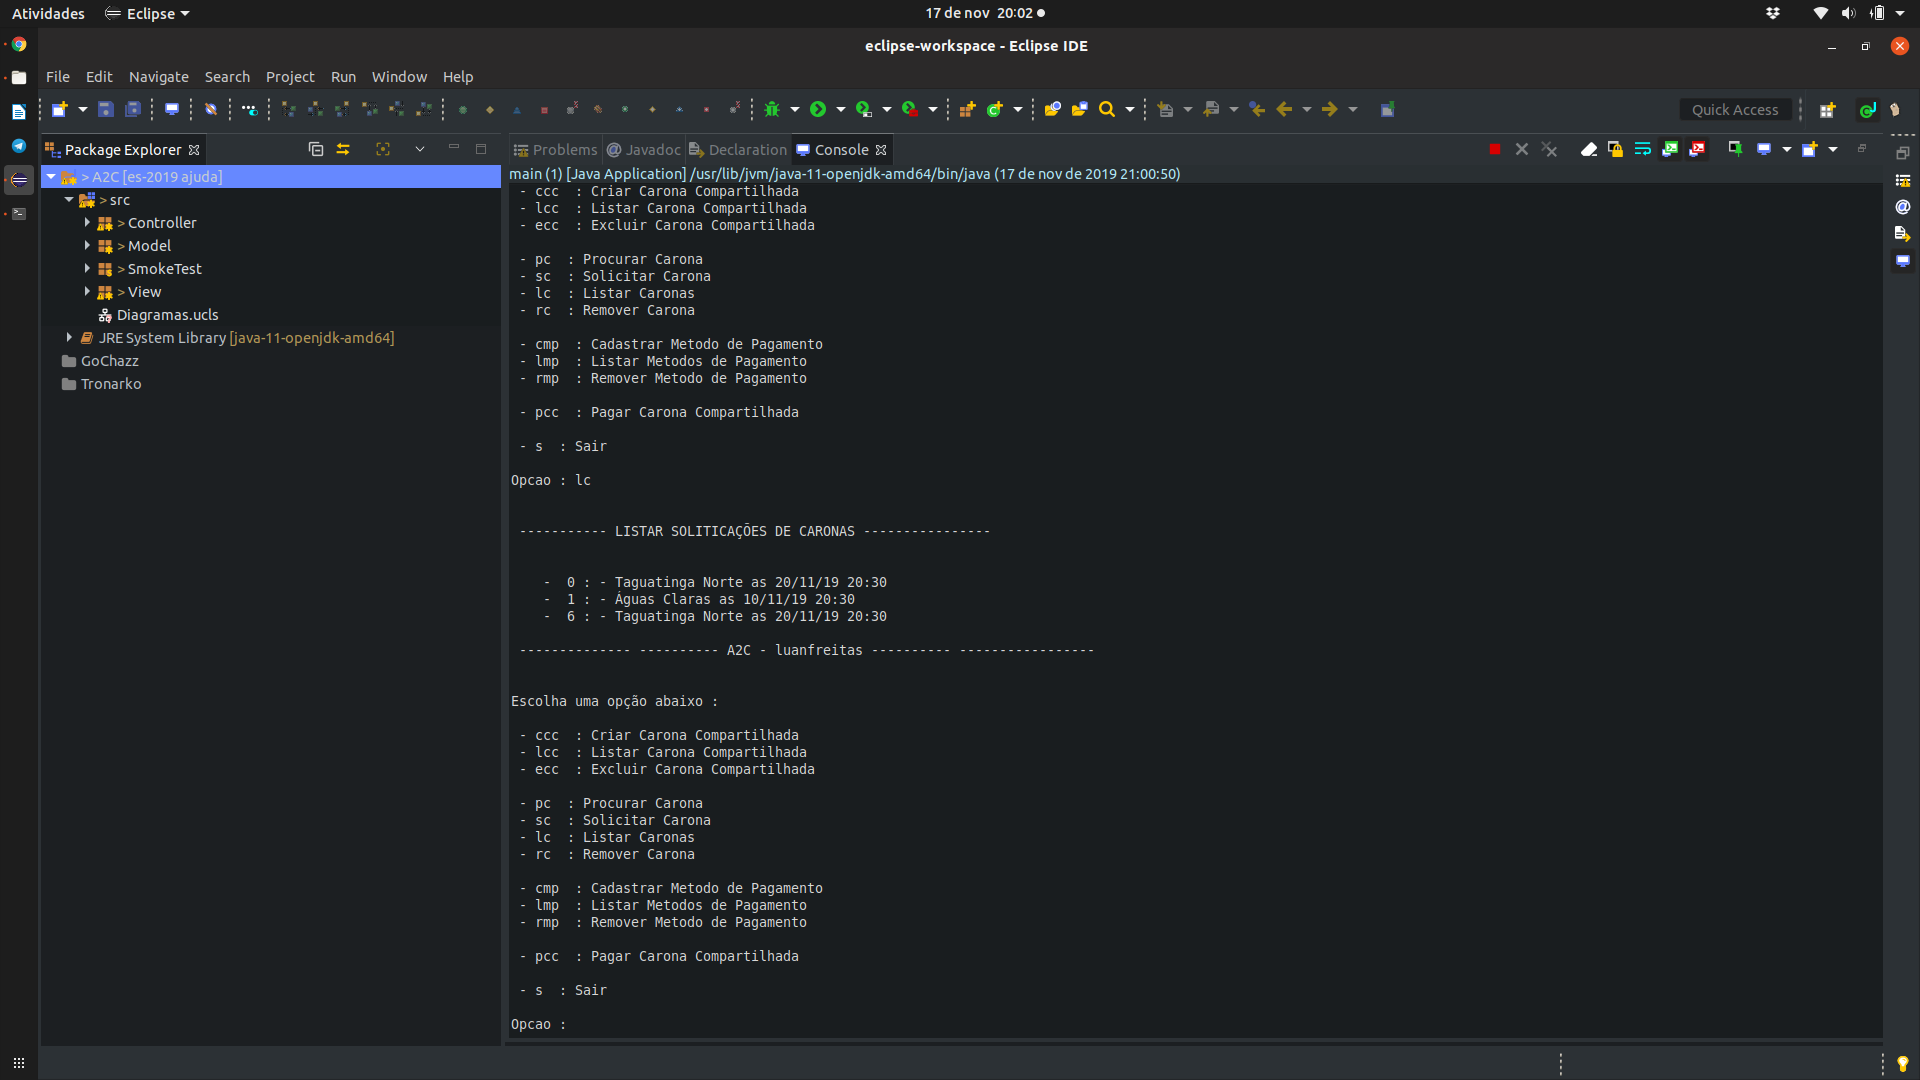 Atividades
Eclipse
17 de nov 20:02
eclipse-workspace - Eclipse IDE
File Edit Navigate Search Project Run Window Help
Quick Access
Package Explorer
Problems Javadoc Declaration Console
> A2C [es-2019 ajuda]
> src
> Controller
> Model
> SmokeTest
> View
Diagramas.ucls
JRE System Library [java-11-openjdk-amd64]
GoChazz
Tronarko
main (1) [Java Application] /usr/lib/jvm/java-11-openjdk-amd64/bin/java (17 de nov de 2019 21:00:50)
- ccc : Criar Carona Compartilhada
- lcc : Listar Carona Compartilhada
- ecc : Excluir Carona Compartilhada
- pc : Procurar Carona
- sc : Solicitar Carona
- lc : Listar Caronas
- rc : Remover Carona
- cmp : Cadastrar Metodo de Pagamento
- lmp : Listar Metodos de Pagamento
- rmp : Remover Metodo de Pagamento
- pcc : Pagar Carona Compartilhada
- s : Sair
Opcao : lc
----------- LISTAR SOLITICAÇÕES DE CARONAS ----------------
- 0 : - Taguatinga Norte as 20/11/19 20:30
- 1 : - Águas Claras as 10/11/19 20:30
- 6 : - Taguatinga Norte as 20/11/19 20:30
-------------- ---------- A2C - luanfreitas ---------- -----------------
Escolha uma opção abaixo :
- ccc : Criar Carona Compartilhada
- lcc : Listar Carona Compartilhada
- ecc : Excluir Carona Compartilhada
- pc : Procurar Carona
- sc : Solicitar Carona
- lc : Listar Caronas
- rc : Remover Carona
- cmp : Cadastrar Metodo de Pagamento
- lmp : Listar Metodos de Pagamento
- rmp : Remover Metodo de Pagamento
- pcc : Pagar Carona Compartilhada
- s : Sair
Opcao :